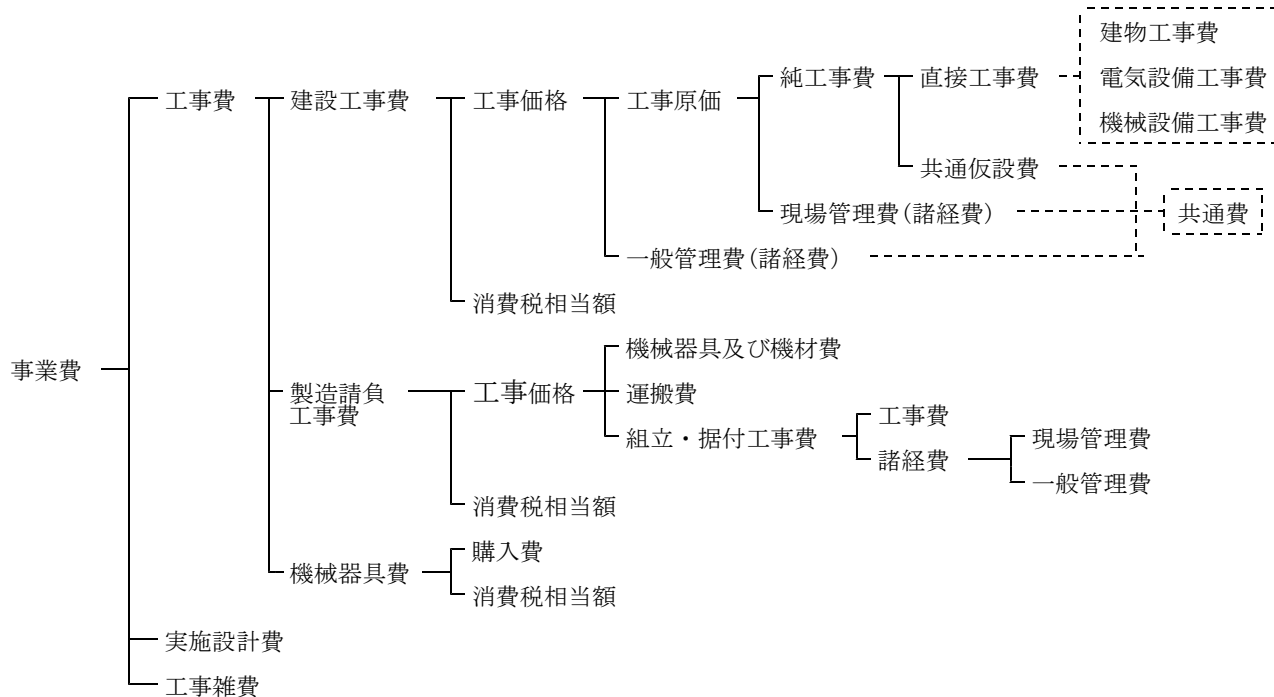 建物工事費
電気設備工事費
機械設備工事費
純工事費
直接工事費
工事費
建設工事費
工事価格
工事原価
共通仮設費
現場管理費(諸経費)
共通費
一般管理費(諸経費)
消費税相当額
事業費
機械器具及び機材費
製造請負
工事費
工事価格
運搬費
組立・据付工事費
工事費
諸経費
現場管理費
一般管理費
消費税相当額
機械器具費
購入費
消費税相当額
実施設計費
工事雑費